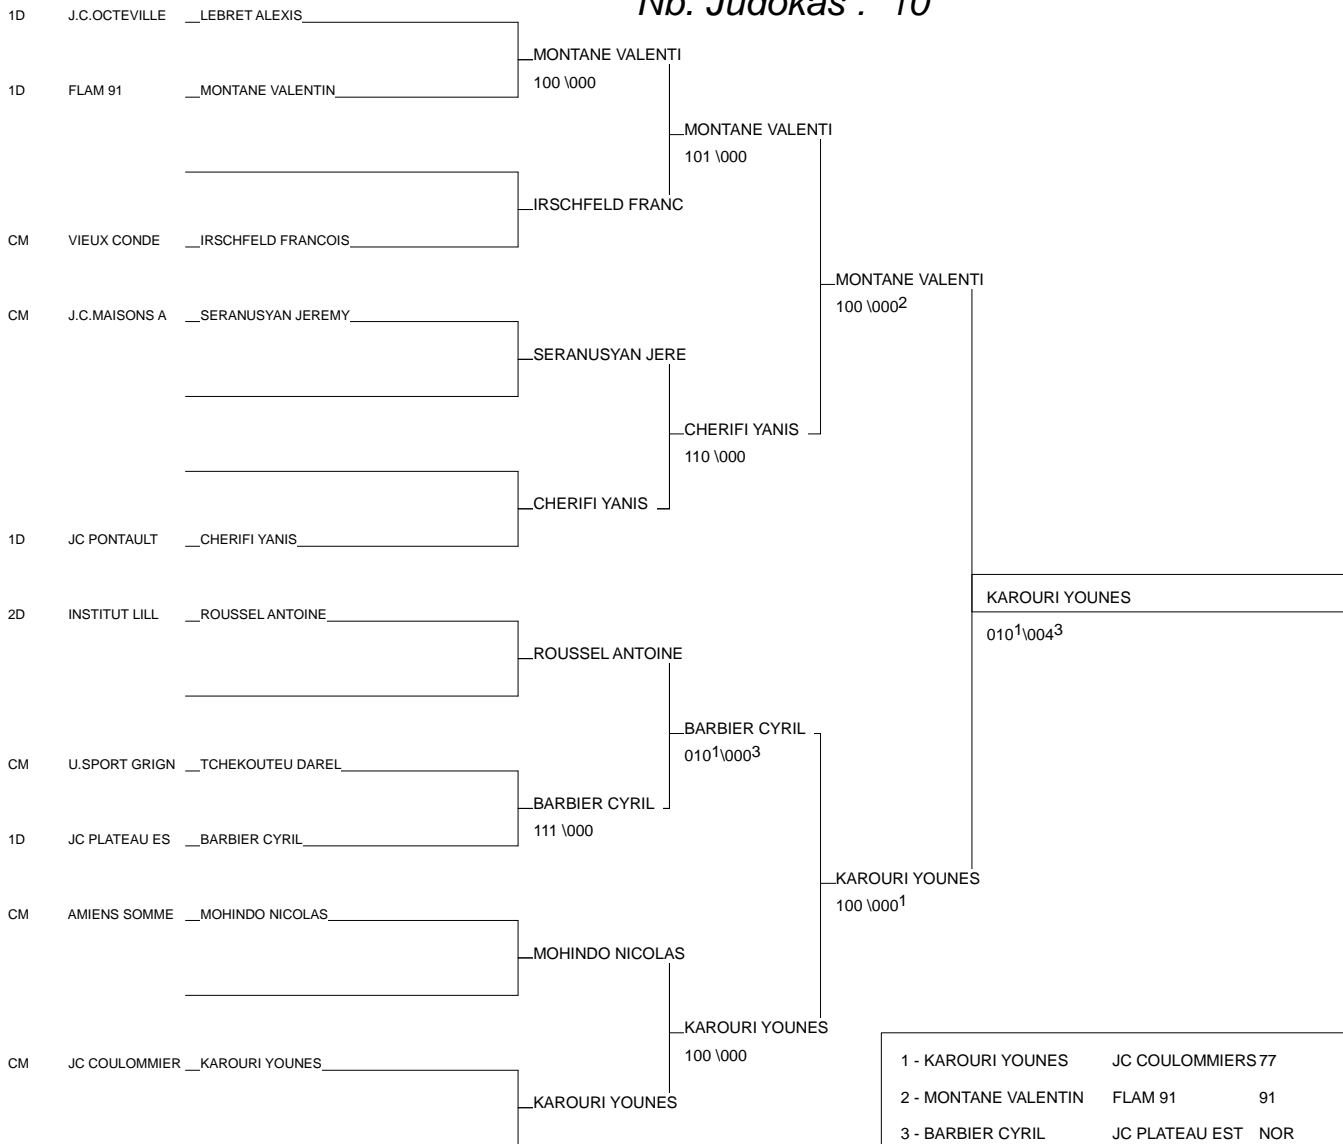 Nb. Judokas : 10
1D J.C.OCTEVILLE LEBRET ALEXIS
MONTANE VALENTI
100 \000
1D FLAM 91 MONTANE VALENTIN
MONTANE VALENTI
101 \000
IRSCHFELD FRANC
CM VIEUX CONDE IRSCHFELD FRANCOIS
MONTANE VALENTI
100 \000²
CM J.C.MAISONS A SERANUSYAN JEREMY
SERANUSYAN JERE
CHERIFI YANIS
110 \000
CHERIFI YANIS
1D JC PONTAULT CHERIFI YANIS
KAROURI YOUNES
010¹\004³
2D INSTITUT LILL ROUSSEL ANTOINE
ROUSSEL ANTOINE
BARBIER CYRIL
010¹\000³
CM U.SPORT GRIGN TCHEKOUTEU DAREL
BARBIER CYRIL
111 \000
1D JC PLATEAU ES BARBIER CYRIL
KAROURI YOUNES
100 \000¹
CM AMIENS SOMME MOHINDO NICOLAS
MOHINDO NICOLAS
KAROURI YOUNES
100 \000
CM JC COULOMMIER KAROURI YOUNES
KAROURI YOUNES
1 - KAROURI YOUNES JC COULOMMIERS 77
2 - MONTANE VALENTIN FLAM 91 91
3 - BARBIER CYRIL JC PLATEAU EST NOR